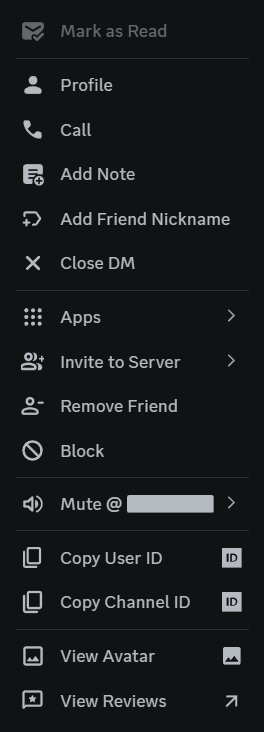 Mark as Read
Profile
Call
Add Note
Add Friend Nickname
Close DM
Apps
Invite to Server
Remove Friend
Block
Mute @
Copy User ID ID
Copy Channel ID ID
View Avatar
View Reviews